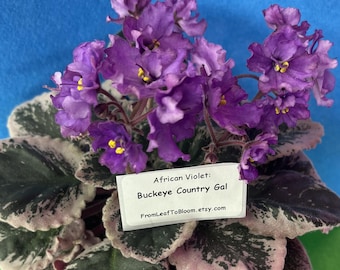 African Violet:
Buckeye Country Gal
FromLeafToBloom.etsy.com